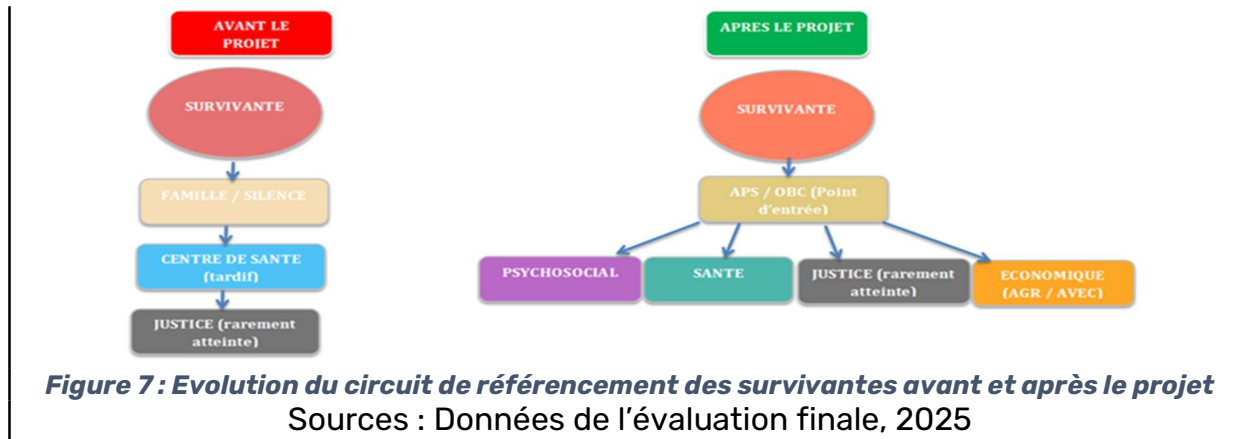 AVANT LE
PROJET
SURVIVANTE
FAMILLE / SILENCE
CENTRE DE SANTE
(tardif)
JUSTICE (rarement
atteinte)
APRES LE PROJET
SURVIVANTE
APS / OBC (Point
d'entrée)
PSYCHOSOCIAL
SANTE
JUSTICE (rarement
atteinte)
ECONOMIQUE
(AGR / AVEC)
Figure 7 : Evolution du circuit de référencement des survivantes avant et après le projet
Sources : Données de l’évaluation finale, 2025